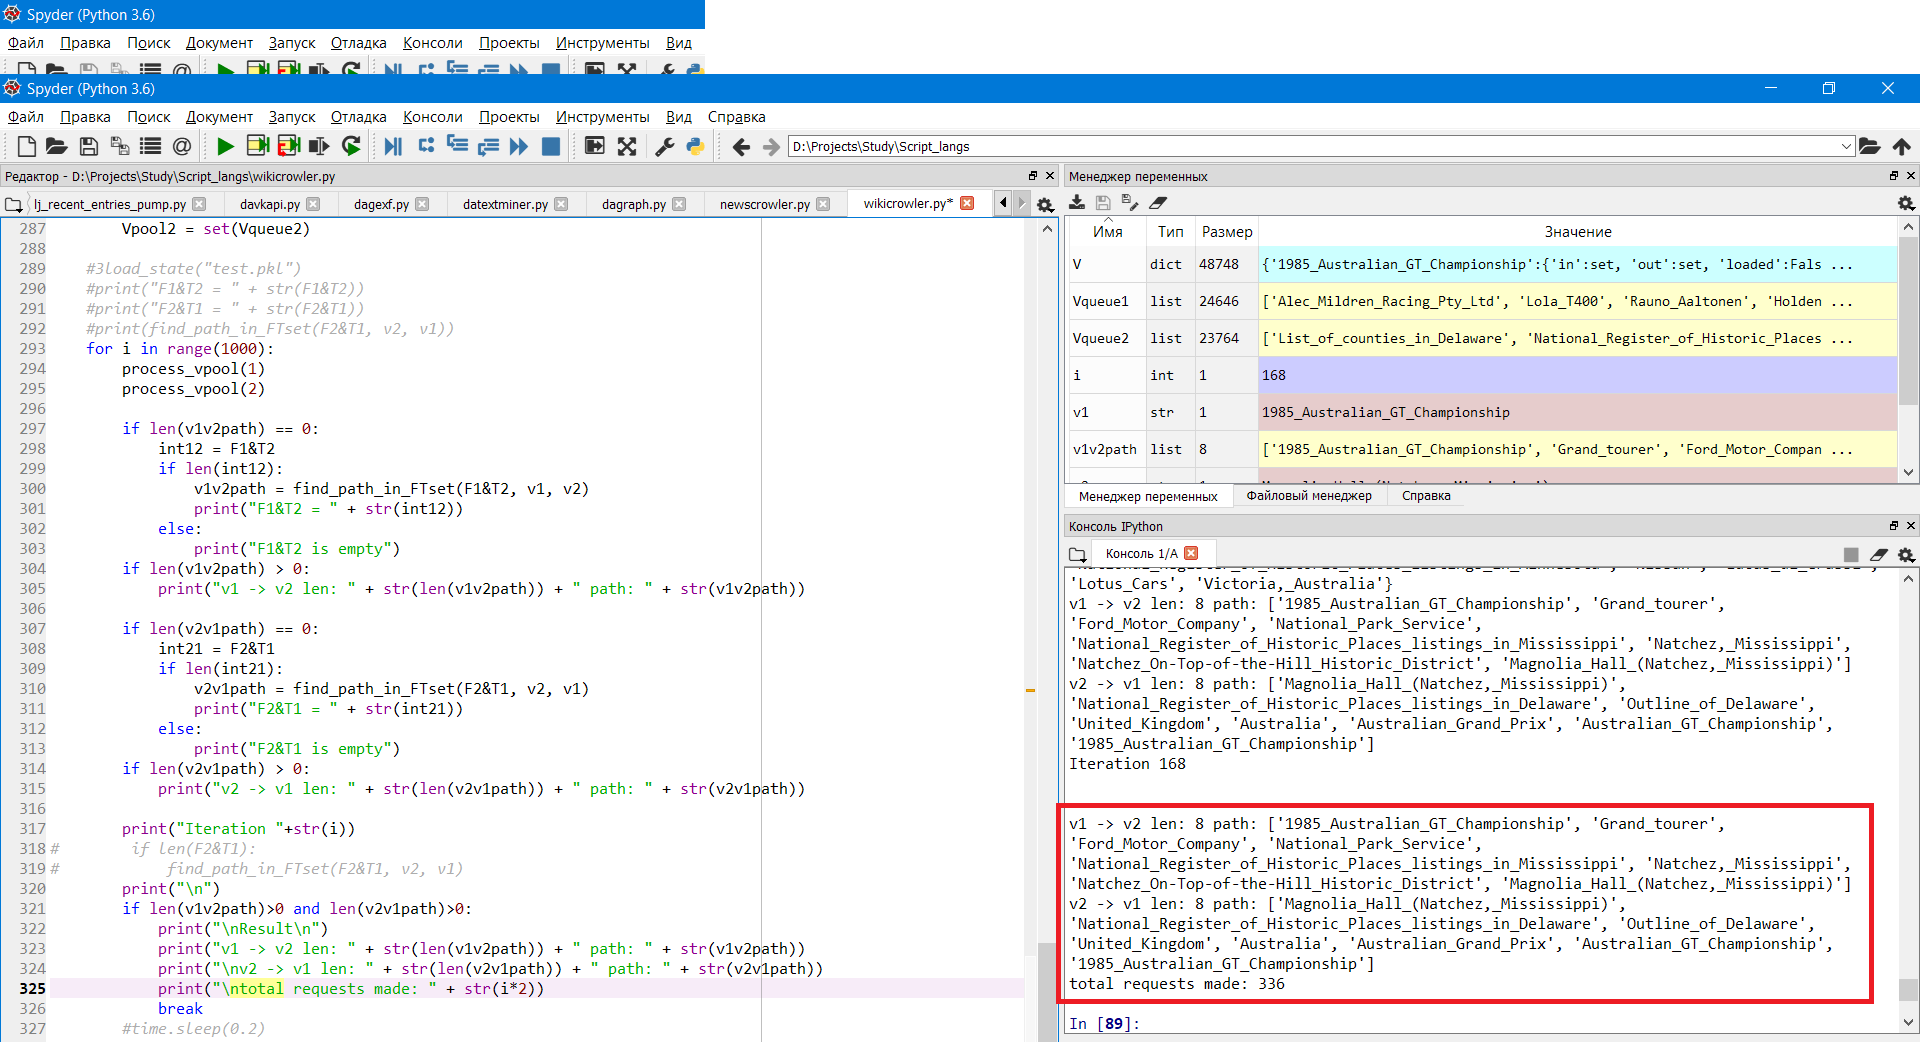 Spyder (Python 3.6)
Файл Правка Поиск Документ Запуск Отладка Консоли Проекты Инструменты Вид
Spyder (Python 3.6)
Файл Правка Поиск Документ Запуск Отладка Консоли Проекты Инструменты Вид Справка
D:\Projects\Study\Script_langs
Редактор - D:\Projects\Study\Script_langs\wikicrowler.py
lj_recent_entries_pump.py davkapi.py dagexf.py datextminer.py dagraph.py newscrowler.py wikicrowler.py*
287 Vpool2 = set(Vqueue2)
288
289 #3load_state("test.pkl")
290 #print("F1&T2 = " + str(F1&T2))
291 #print("F2&T1 = " + str(F2&T1))
292 #print(find_path_in_FTset(F2&T1, v2, v1))
293 for i in range(1000):
294 process_vpool(1)
295 process_vpool(2)
296
297 if len(v1v2path) == 0:
298 int12 = F1&T2
299 if len(int12):
300 v1v2path = find_path_in_FTset(F1&T2, v1, v2)
301 print("F1&T2 = " + str(int12))
302 else:
303 print("F1&T2 is empty")
304 if len(v1v2path) > 0:
305 print("v1 -> v2 len: " + str(len(v1v2path)) + " path: " + str(v1v2path))
306
307 if len(v2v1path) == 0:
308 int21 = F2&T1
309 if len(int21):
310 v2v1path = find_path_in_FTset(F2&T1, v2, v1)
311 print("F2&T1 = " + str(int21))
312 else:
313 print("F2&T1 is empty")
314 if len(v2v1path) > 0:
315 print("v2 -> v1 len: " + str(len(v2v1path)) + " path: " + str(v2v1path))
316
317 print("Iteration "+str(i))
318 # if len(F2&T1):
319 # find_path_in_FTset(F2&T1, v2, v1)
320 print("\n")
321 if len(v1v2path)>0 and len(v2v1path)>0:
322 print("\nResult\n")
323 print("v1 -> v2 len: " + str(len(v1v2path)) + " path: " + str(v1v2path))
324 print("\nv2 -> v1 len: " + str(len(v2v1path)) + " path: " + str(v2v1path))
325 print("\ntotal requests made: " + str(i*2))
326 break
327 #time.sleep(0.2)
Менеджер переменных
Имя Тип Размер Значение
V dict 48748 {'1985_Australian_GT_Championship':{'in':set, 'out':set, 'loaded':Fals ...
Vqueue1 list 24646 ['Alec_Mildren_Racing_Pty_Ltd', 'Lola_T400', 'Rauno_Aaltonen', 'Holden ...
Vqueue2 list 23764 ['List_of_counties_in_Delaware', 'National_Register_of_Historic_Places ...
i int 1 168
v1 str 1 1985_Australian_GT_Championship
v1v2path list 8 ['1985_Australian_GT_Championship', 'Grand_tourer', 'Ford_Motor_Compan ...
Менеджер переменных Файловый менеджер Справка
Консоль IPython
Консоль 1/A
'Lotus_Cars', 'Victoria,_Australia'}
v1 -> v2 len: 8 path: ['1985_Australian_GT_Championship', 'Grand_tourer',
'Ford_Motor_Company', 'National_Park_Service',
'National_Register_of_Historic_Places_listings_in_Mississippi', 'Natchez,_Mississippi',
'Natchez_On-Top-of-the-Hill_Historic_District', 'Magnolia_Hall_(Natchez,_Mississippi)']
v2 -> v1 len: 8 path: ['Magnolia_Hall_(Natchez,_Mississippi)',
'National_Register_of_Historic_Places_listings_in_Delaware', 'Outline_of_Delaware',
'United_Kingdom', 'Australia', 'Australian_Grand_Prix', 'Australian_GT_Championship',
'1985_Australian_GT_Championship']
Iteration 168
v1 -> v2 len: 8 path: ['1985_Australian_GT_Championship', 'Grand_tourer',
'Ford_Motor_Company', 'National_Park_Service',
'National_Register_of_Historic_Places_listings_in_Mississippi', 'Natchez,_Mississippi',
'Natchez_On-Top-of-the-Hill_Historic_District', 'Magnolia_Hall_(Natchez,_Mississippi)']
v2 -> v1 len: 8 path: ['Magnolia_Hall_(Natchez,_Mississippi)',
'National_Register_of_Historic_Places_listings_in_Delaware', 'Outline_of_Delaware',
'United_Kingdom', 'Australia', 'Australian_Grand_Prix', 'Australian_GT_Championship',
'1985_Australian_GT_Championship']
total requests made: 336
In [89]: